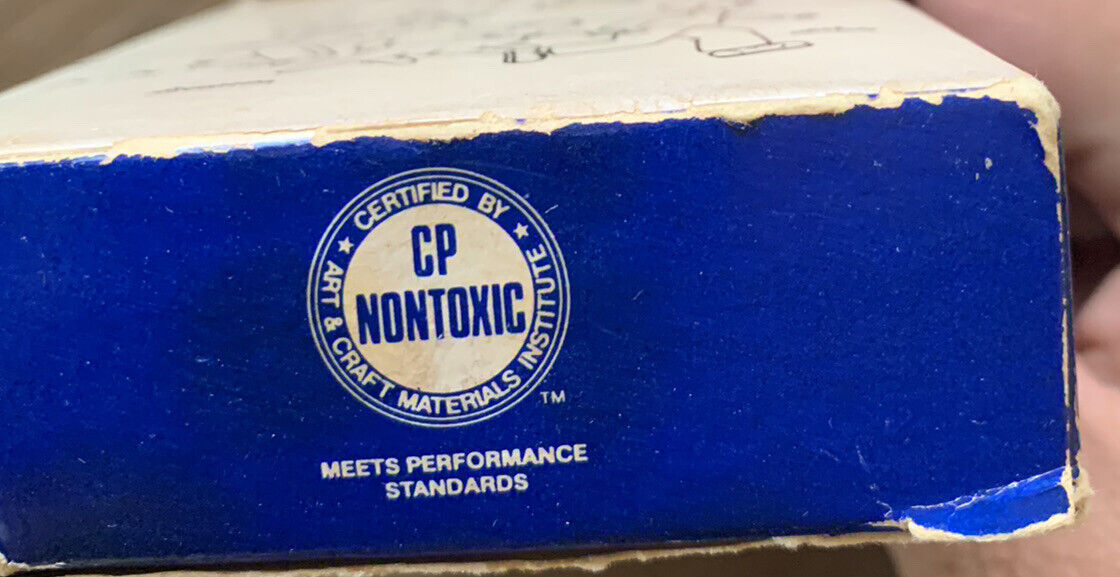 CERTIFIED BY
ART & CRAFT MATERIALS INSTITUTE
CP
NONTOXIC
TM
MEETS PERFORMANCE
STANDARDS